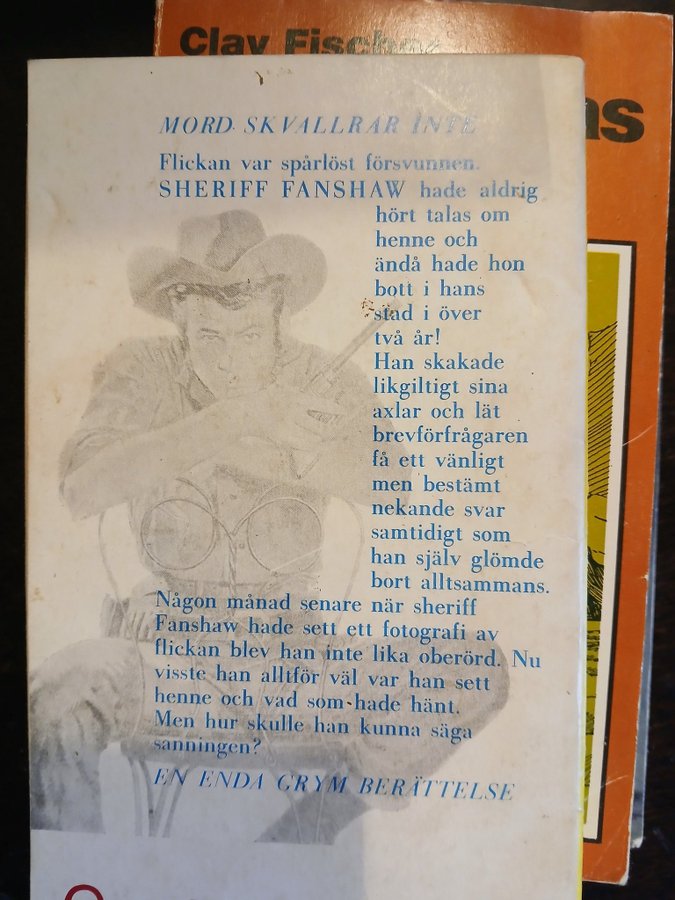 Clay Fischer
as
MORD SKVALLRAR INTE
Flickan var spårlöst försvunnen.
SHERIFF FANSHAW hade aldrig
hört talas om
henne och
ändå hade hon
bott i hans
stad i över
två år!
Han skakade
likgiltigt sina
axlar och lät
brevförfrågaren
få ett vänligt
men bestämt
nekande svar
samtidigt som
han själv glömde
bort alltsammans.
Någon månad senare när sheriff
Fanshaw hade sett ett fotografi av
flickan blev han inte lika oberörd. Nu
visste han alltför väl var han sett
henne och vad som hade hänt.
Men hur skulle han kunna säga
sanningen?
EN ENDA GRYM BERÄTTELSE